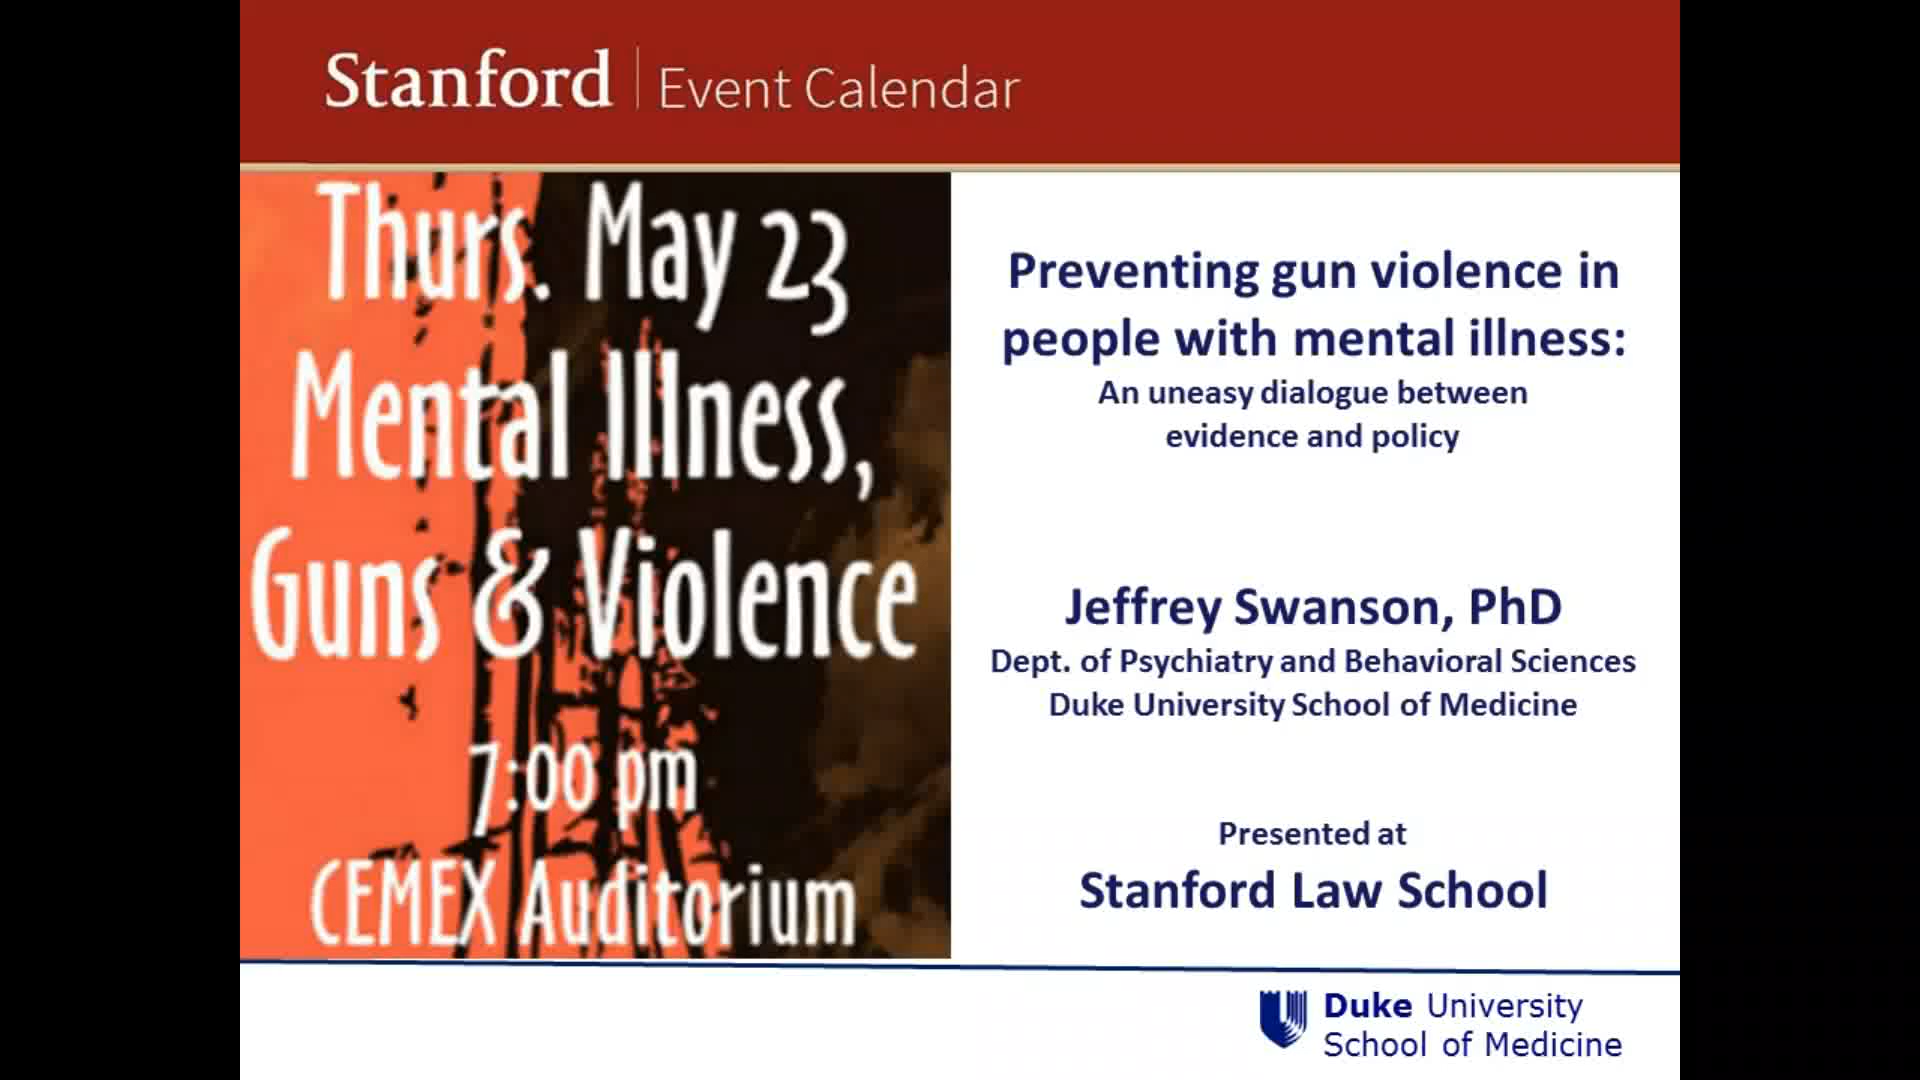 Stanford | Event Calendar
Thurs. May 23
Mental Illness,
Guns & Violence
7:00 pm
CEMEX Auditorium
Preventing gun violence in
people with mental illness:
An uneasy dialogue between
evidence and policy
Jeffrey Swanson, PhD
Dept. of Psychiatry and Behavioral Sciences
Duke University School of Medicine
Presented at
Stanford Law School
Duke University
School of Medicine